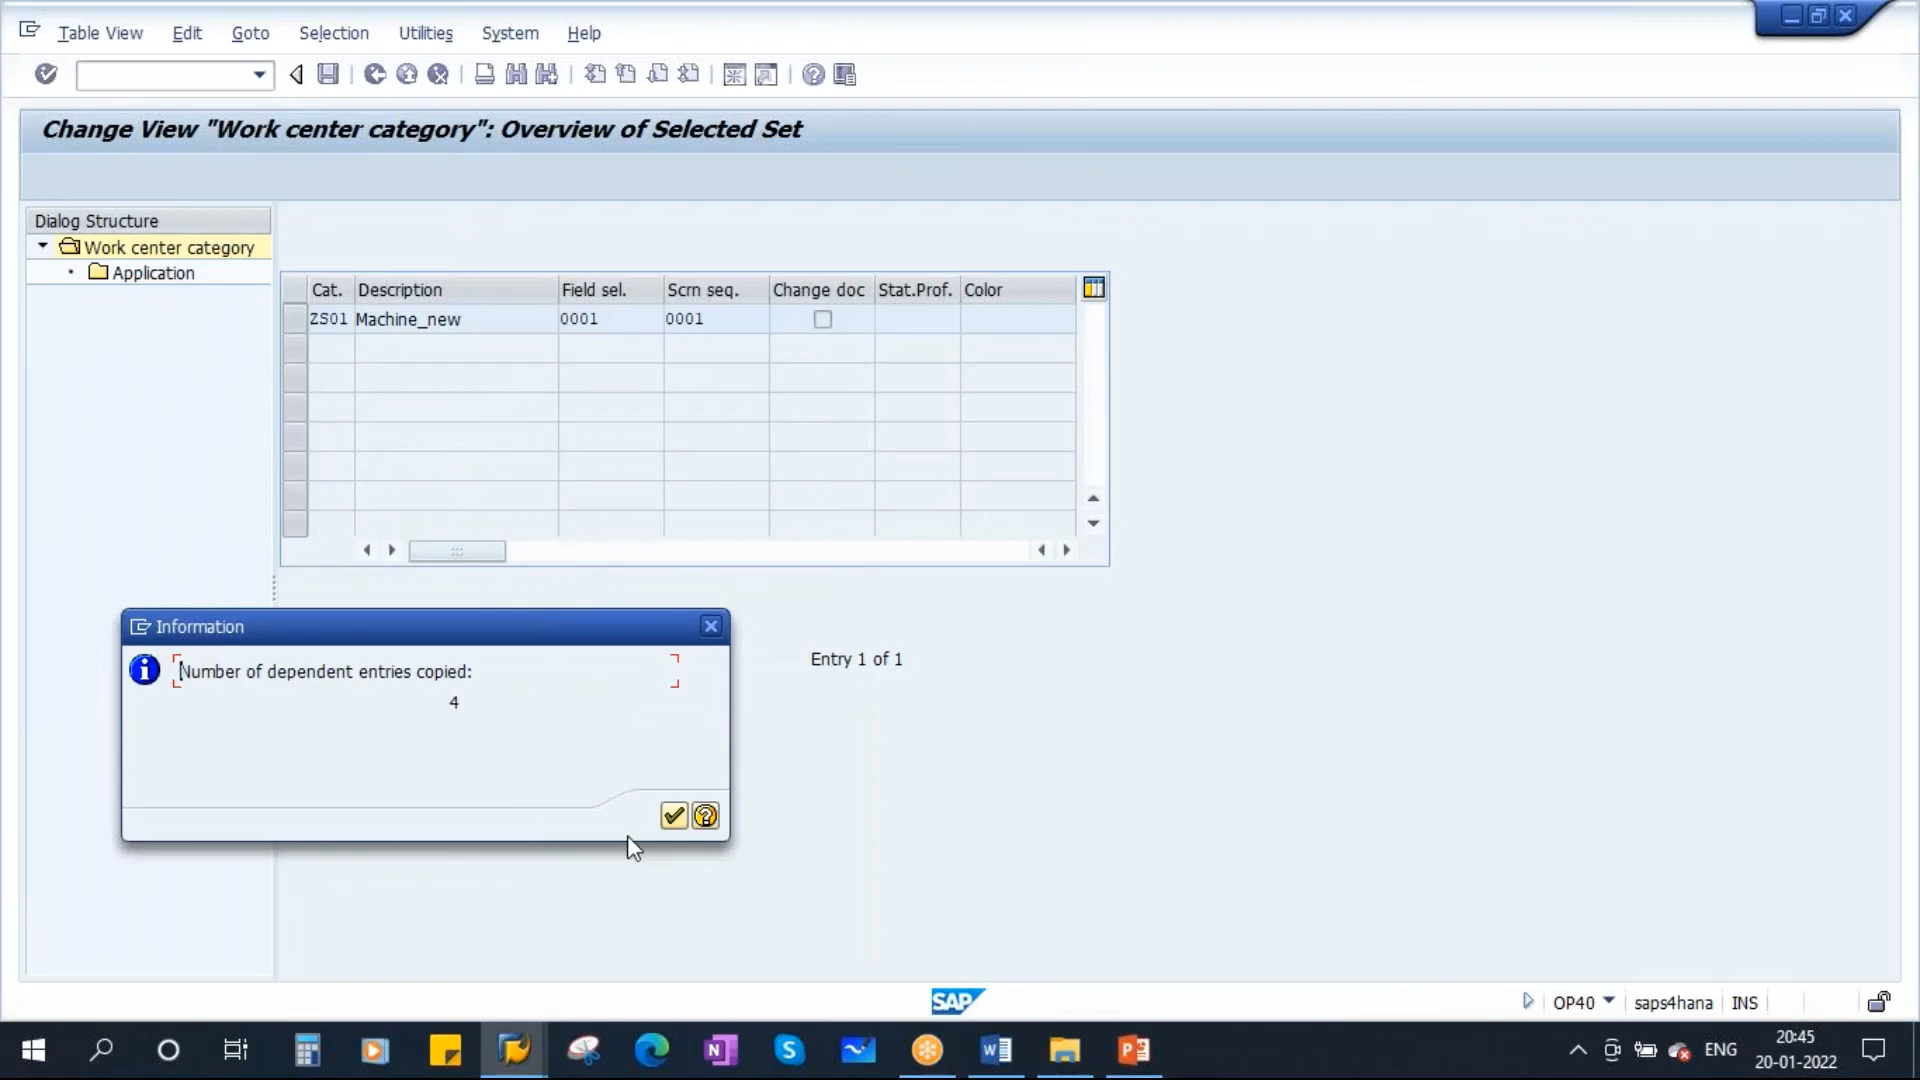 Table View Edit Goto Selection Utilities System Help
Change View "Work center category": Overview of Selected Set
Dialog Structure
Work center category
Application
Cat. Description Field sel. Scrn seq. Change doc Stat.Prof. Color
ZS01 Machine_new 0001 0001
Information
Number of dependent entries copied:
4
Entry 1 of 1
SAP
OP40 saps4hana INS
ENG
20:45
20-01-2022